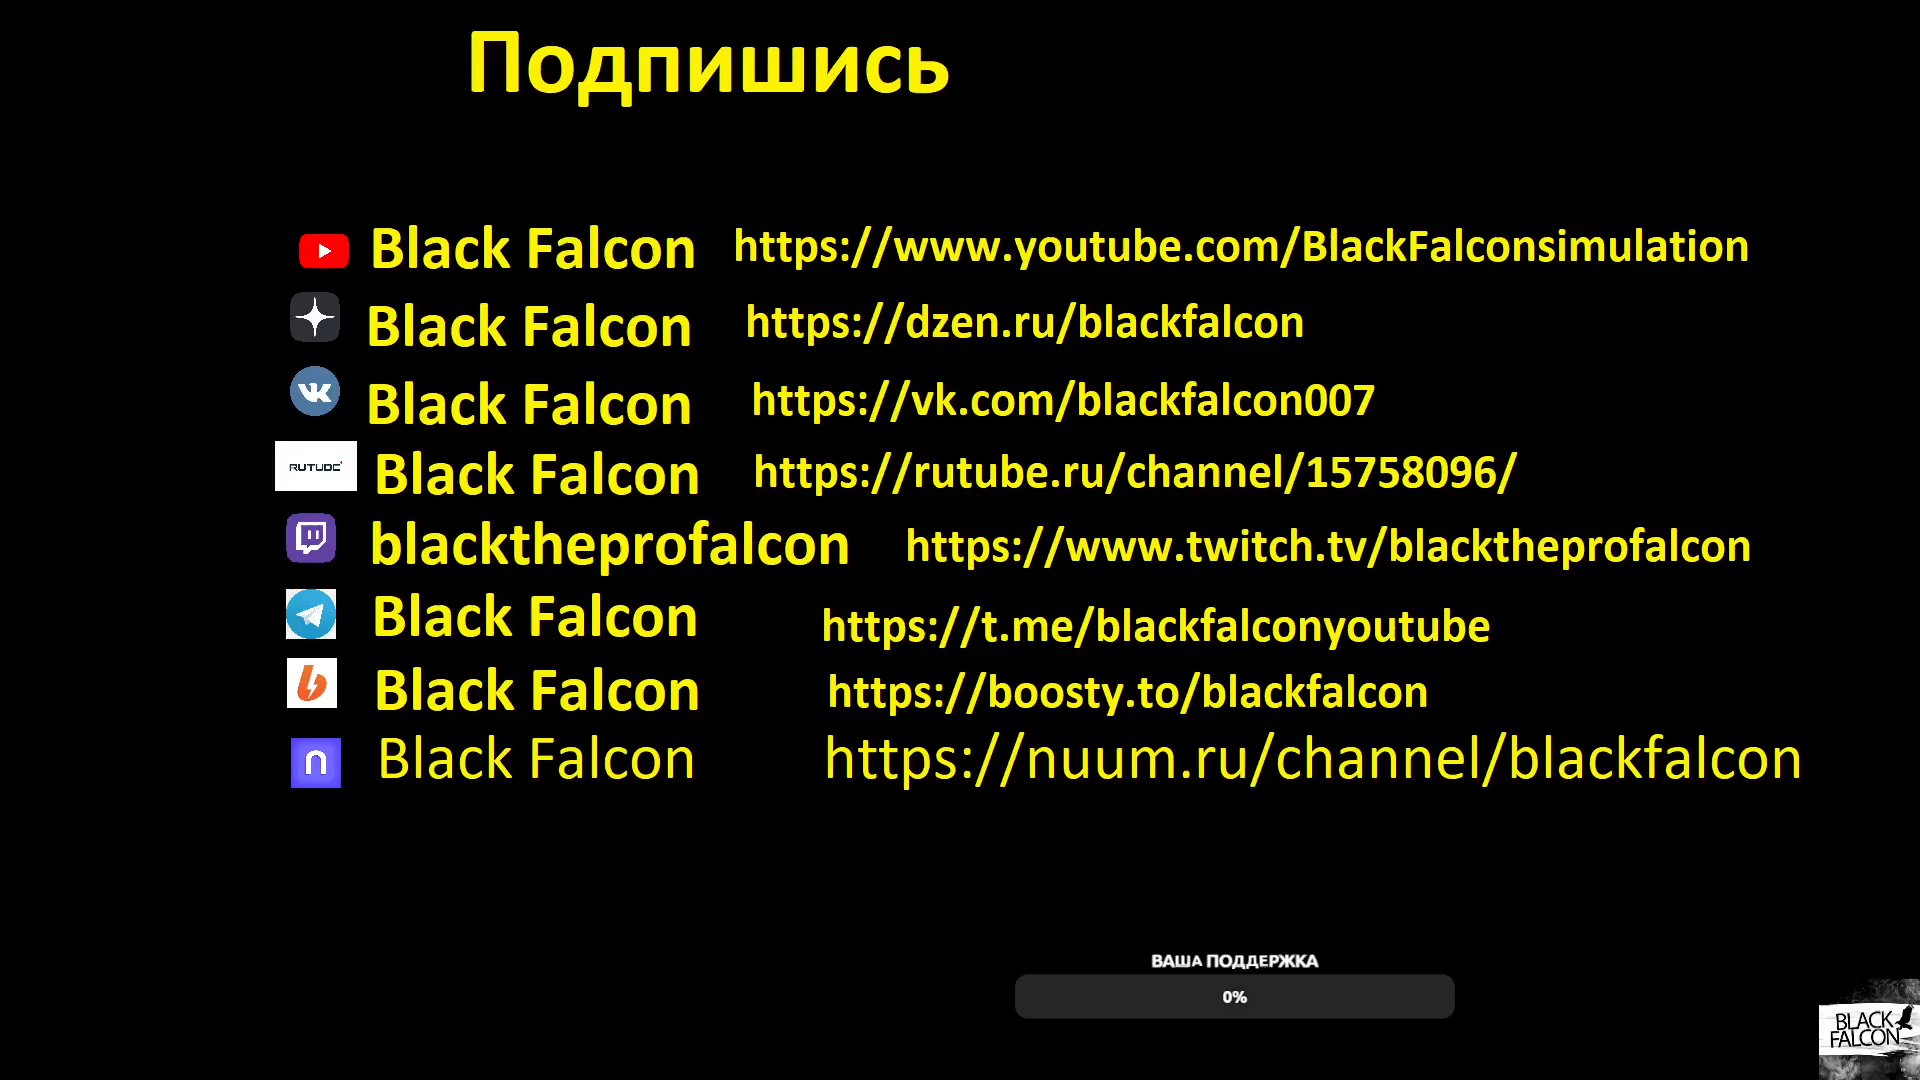 Подпишись
Black Falcon https://www.youtube.com/BlackFalconsimulation
Black Falcon https://dzen.ru/blackfalcon
Black Falcon https://vk.com/blackfalcon007
RUTUBE Black Falcon https://rutube.ru/channel/15758096/
blacktheprofalcon https://www.twitch.tv/blacktheprofalcon
Black Falcon https://t.me/blackfalconyoutube
Black Falcon https://boosty.to/blackfalcon
n Black Falcon https://nuum.ru/channel/blackfalcon
ВАША ПОДДЕРЖКА
0%
BLACK
FALCON